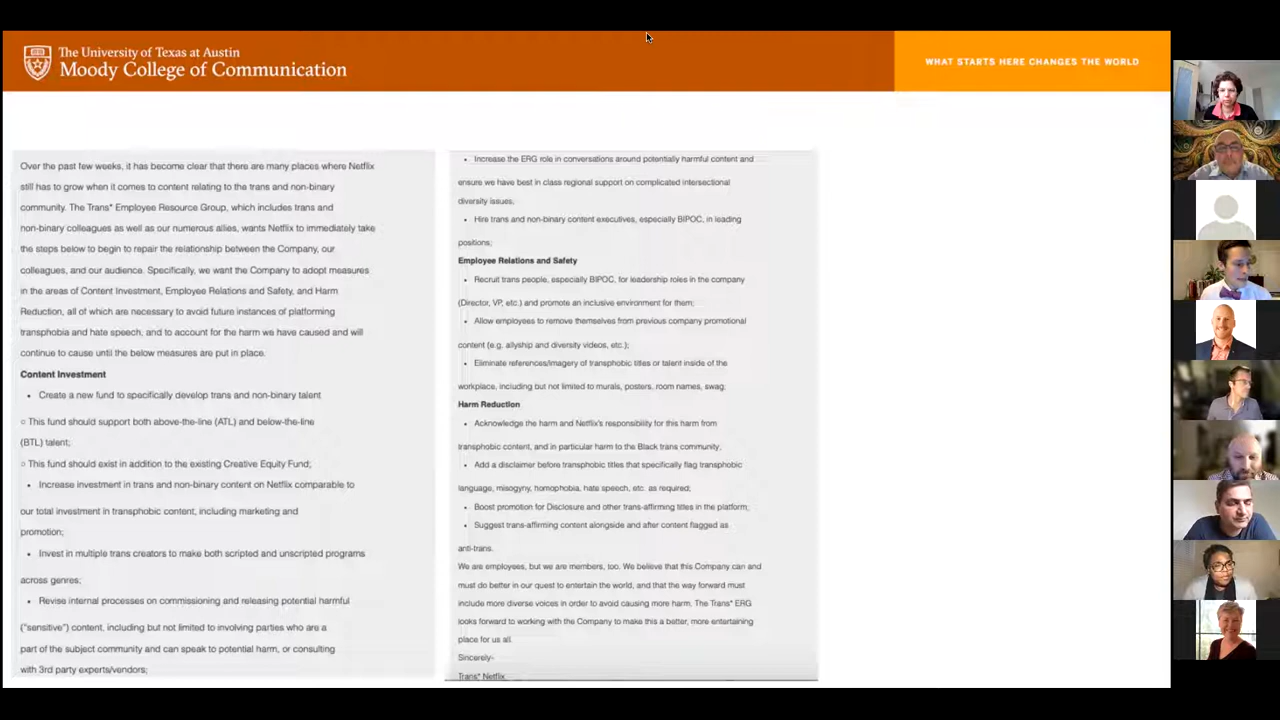 The University of Texas at Austin
Moody College of Communication
WHAT STARTS HERE CHANGES THE WORLD
Over the past few weeks, it has become clear that there are many places where Netflix
still has to grow when it comes to content relating to the trans and non-binary
community. The Trans* Employee Resource Group, which includes trans and
non-binary colleagues as well as our numerous allies, wants Netflix to immediately take
the steps below to begin to repair the relationship between the Company, our
colleagues, and our audience. Specifically, we want the Company to adopt measures
in the areas of Content Investment, Employee Relations and Safety, and Harm
Reduction, all of which are necessary to avoid future instances of platforming
transphobia and hate speech, and to account for the harm we have caused and will
continue to cause until the below measures are put in place.
Content Investment
• Create a new fund to specifically develop trans and non-binary talent
○ This fund should support both above-the-line (ATL) and below-the-line
(BTL) talent;
○ This fund should exist in addition to the existing Creative Equity Fund;
• Increase investment in trans and non-binary content on Netflix comparable to
our total investment in transphobic content, including marketing and
promotion;
• Invest in multiple trans creators to make both scripted and unscripted programs
across genres;
• Revise internal processes on commissioning and releasing potential harmful
("sensitive") content, including but not limited to involving parties who are a
part of the subject community and can speak to potential harm, or consulting
with 3rd party experts/vendors;
• Increase the ERG role in conversations around potentially harmful content and
ensure we have best in class regional support on complicated intersectional
diversity issues;
• Hire trans and non-binary content executives, especially BIPOC, in leading
positions;
Employee Relations and Safety
• Recruit trans people, especially BIPOC, for leadership roles in the company
(Director, VP, etc.) and promote an inclusive environment for them;
• Allow employees to remove themselves from previous company promotional
content (e.g. allyship and diversity videos, etc.);
• Eliminate references/imagery of transphobic titles or talent inside of the
workplace, including but not limited to murals, posters, room names, swag;
Harm Reduction
• Acknowledge the harm and Netflix's responsibility for this harm from
transphobic content, and in particular harm to the Black trans community;
• Add a disclaimer before transphobic titles that specifically flag transphobic
language, misogyny, homophobia, hate speech, etc. as required;
• Boost promotion for Disclosure and other trans-affirming titles in the platform;
• Suggest trans-affirming content alongside and after content flagged as
anti-trans.
We are employees, but we are members, too. We believe that this Company can and
must do better in our quest to entertain the world, and that the way forward must
include more diverse voices in order to avoid causing more harm. The Trans* ERG
looks forward to working with the Company to make this a better, more entertaining
place for us all.
Sincerely-
Trans* Netflix